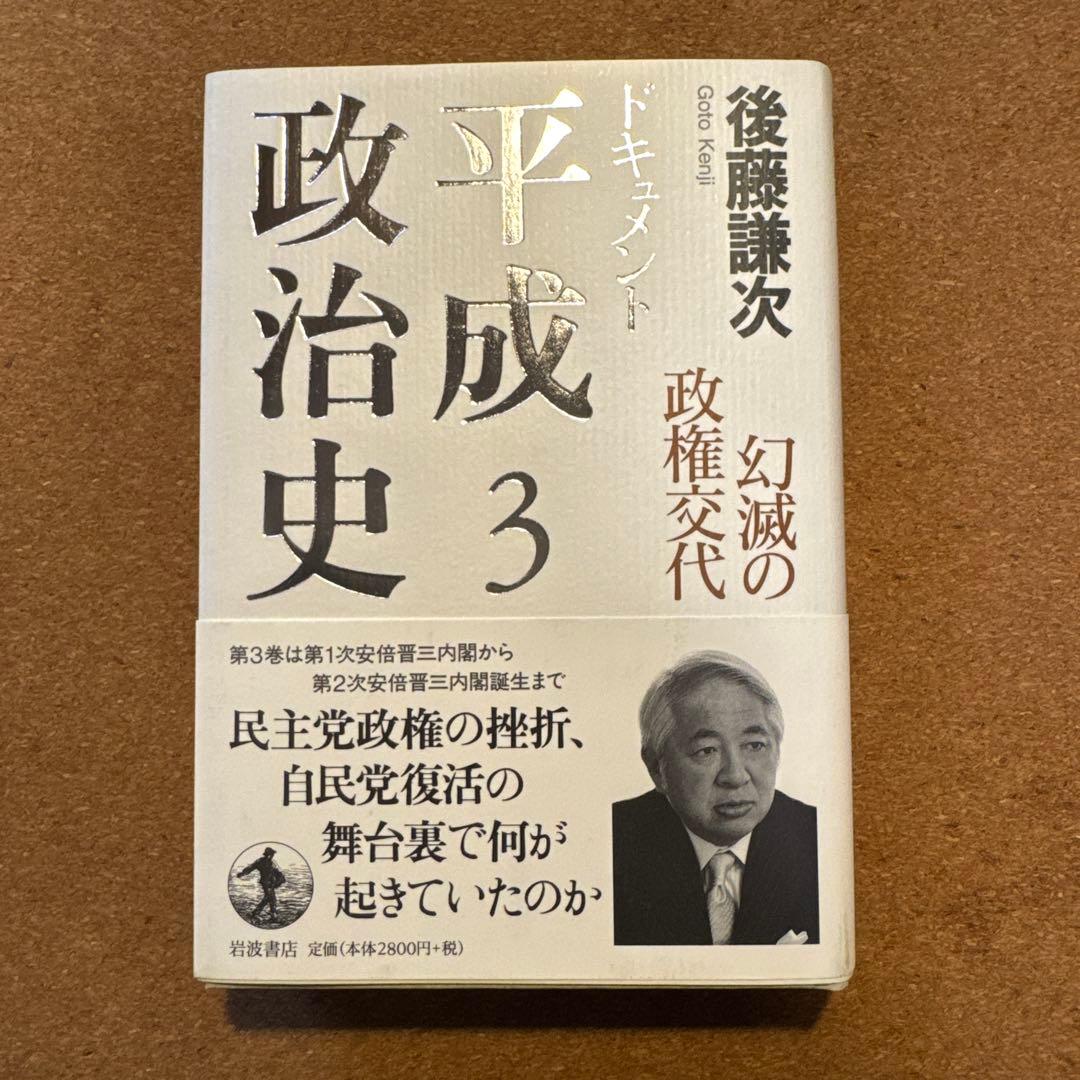 後藤謙次
Goto Kenji
ドキュメント
平成
政治史
3
幻滅の
政権交代
第3巻は第1次安倍晋三内閣から
第2次安倍晋三内閣誕生まで
民主党政権の挫折、
自民党復活の
舞台裏で何が
起きていたのか
岩波書店 定価(本体2800円+税)